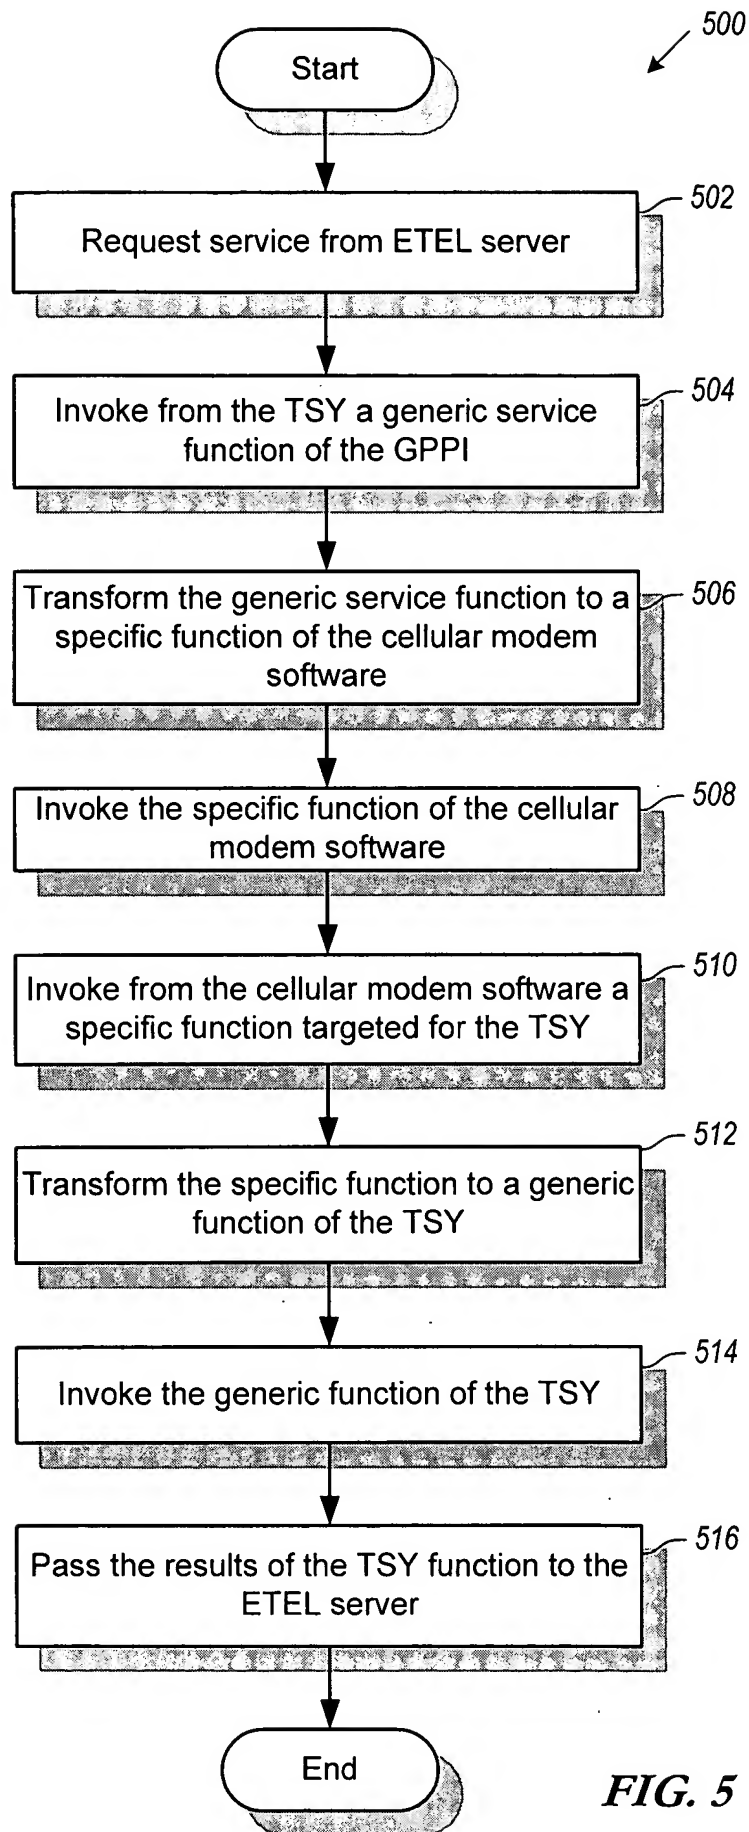 500
Start
502
Request service from ETEL server
504
Invoke from the TSY a generic service
function of the GPPI
506
Transform the generic service function to a
specific function of the cellular modem
software
508
Invoke the specific function of the cellular
modem software
510
Invoke from the cellular modem software a
specific function targeted for the TSY
512
Transform the specific function to a generic
function of the TSY
514
Invoke the generic function of the TSY
516
Pass the results of the TSY function to the
ETEL server
End
FIG. 5